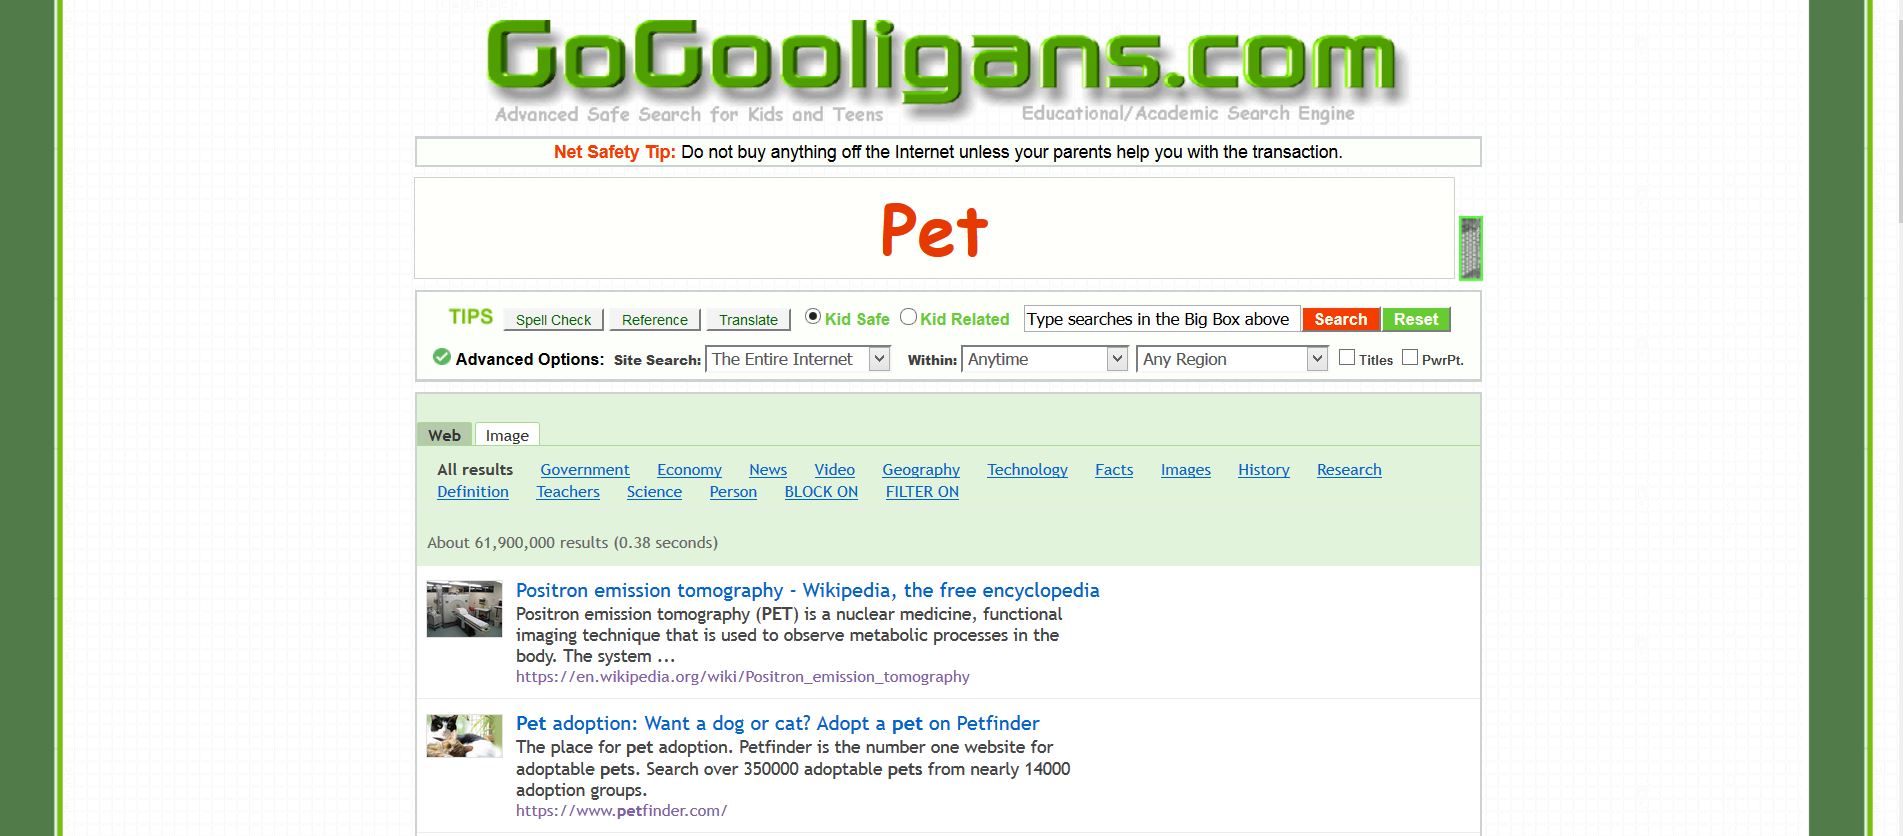 GoGooligans.com
Advanced Safe Search for Kids and Teens Educational/Academic Search Engine
Net Safety Tip: Do not buy anything off the Internet unless your parents help you with the transaction.
Pet
TIPS Spell Check Reference Translate Kid Safe Kid Related Type searches in the Big Box above Search Reset
Advanced Options: Site Search: The Entire Internet Within: Anytime Any Region Titles PwrPt.
Web Image
All results Government Economy News Video Geography Technology Facts Images History Research
Definition Teachers Science Person BLOCK ON FILTER ON
About 61,900,000 results (0.38 seconds)
Positron emission tomography - Wikipedia, the free encyclopedia
Positron emission tomography (PET) is a nuclear medicine, functional
imaging technique that is used to observe metabolic processes in the
body. The system ...
https://en.wikipedia.org/wiki/Positron_emission_tomography
Pet adoption: Want a dog or cat? Adopt a pet on Petfinder
The place for pet adoption. Petfinder is the number one website for
adoptable pets. Search over 350000 adoptable pets from nearly 14000
adoption groups.
https://www.petfinder.com/